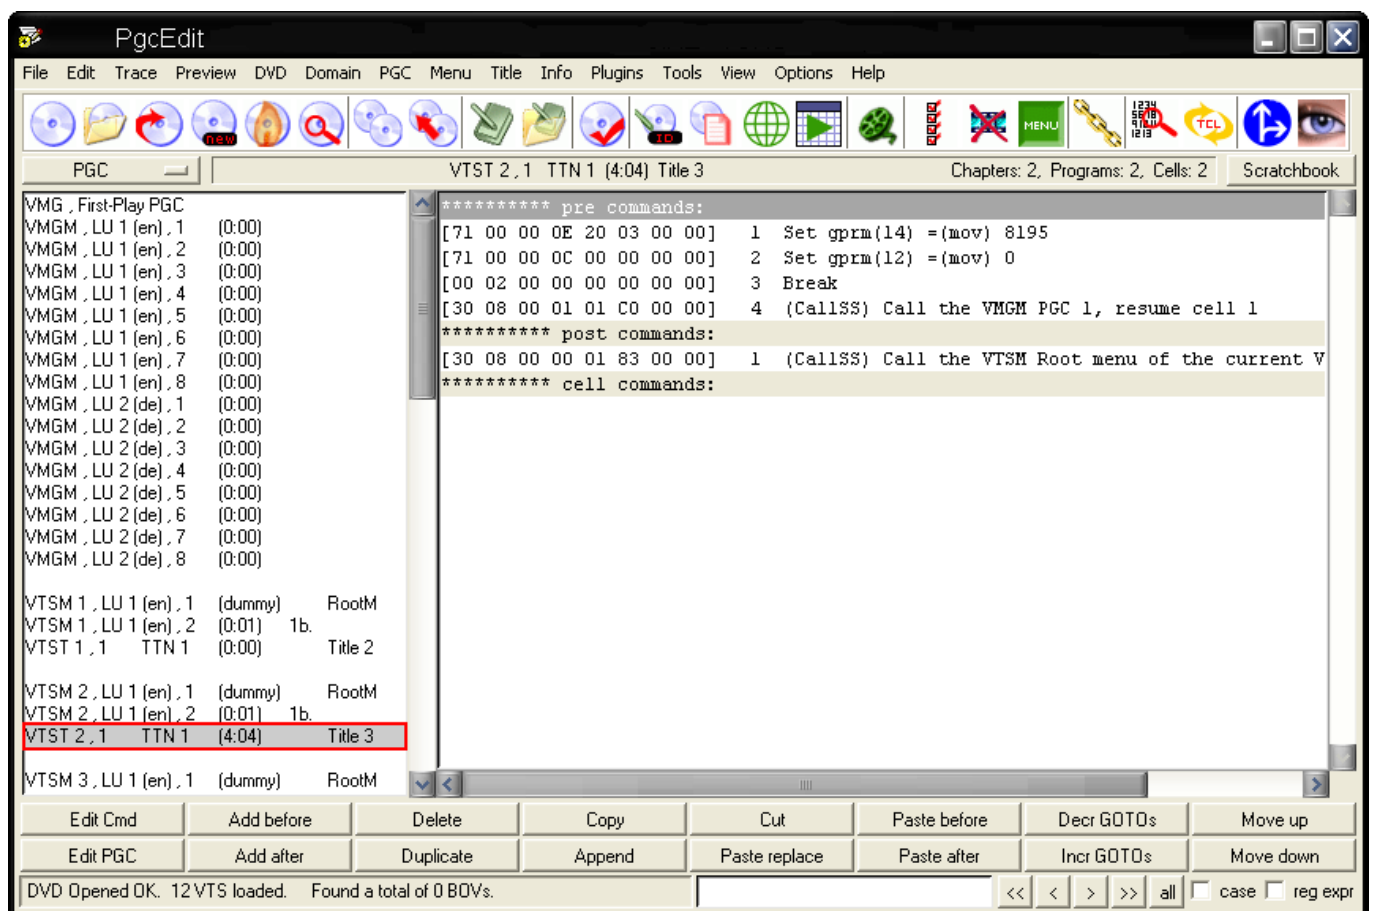 PgcEdit
File Edit Trace Preview DVD Domain PGC Menu Title Info Plugins Tools View Options Help
new ID MENU TCL
PGC VTST 2 , 1 TTN 1 (4:04) Title 3 Chapters: 2, Programs: 2, Cells: 2 Scratchbook
VMG , First-Play PGC
VMGM , LU 1 (en) , 1 (0:00)
VMGM , LU 1 (en) , 2 (0:00)
VMGM , LU 1 (en) , 3 (0:00)
VMGM , LU 1 (en) , 4 (0:00)
VMGM , LU 1 (en) , 5 (0:00)
VMGM , LU 1 (en) , 6 (0:00)
VMGM , LU 1 (en) , 7 (0:00)
VMGM , LU 1 (en) , 8 (0:00)
VMGM , LU 2 (de) , 1 (0:00)
VMGM , LU 2 (de) , 2 (0:00)
VMGM , LU 2 (de) , 3 (0:00)
VMGM , LU 2 (de) , 4 (0:00)
VMGM , LU 2 (de) , 5 (0:00)
VMGM , LU 2 (de) , 6 (0:00)
VMGM , LU 2 (de) , 7 (0:00)
VMGM , LU 2 (de) , 8 (0:00)
VTSM 1 , LU 1 (en) , 1 (dummy) RootM
VTSM 1 , LU 1 (en) , 2 (0:01) 1b.
VTST 1 , 1 TTN 1 (0:00) Title 2
VTSM 2 , LU 1 (en) , 1 (dummy) RootM
VTSM 2 , LU 1 (en) , 2 (0:01) 1b.
VTST 2 , 1 TTN 1 (4:04) Title 3
VTSM 3 , LU 1 (en) , 1 (dummy) RootM
********** pre commands:
[71 00 00 0E 20 03 00 00] 1 Set gprm(14) =(mov) 8195
[71 00 00 0C 00 00 00 00] 2 Set gprm(12) =(mov) 0
[00 02 00 00 00 00 00 00] 3 Break
[30 08 00 01 01 C0 00 00] 4 (CallSS) Call the VMGM PGC 1, resume cell 1
********** post commands:
[30 08 00 00 01 83 00 00] 1 (CallSS) Call the VTSM Root menu of the current V
********** cell commands:
Edit Cmd Add before Delete Copy Cut Paste before Decr GOTOs Move up
Edit PGC Add after Duplicate Append Paste replace Paste after Incr GOTOs Move down
DVD Opened OK. 12 VTS loaded. Found a total of 0 BOVs. << < > >> all case reg expr